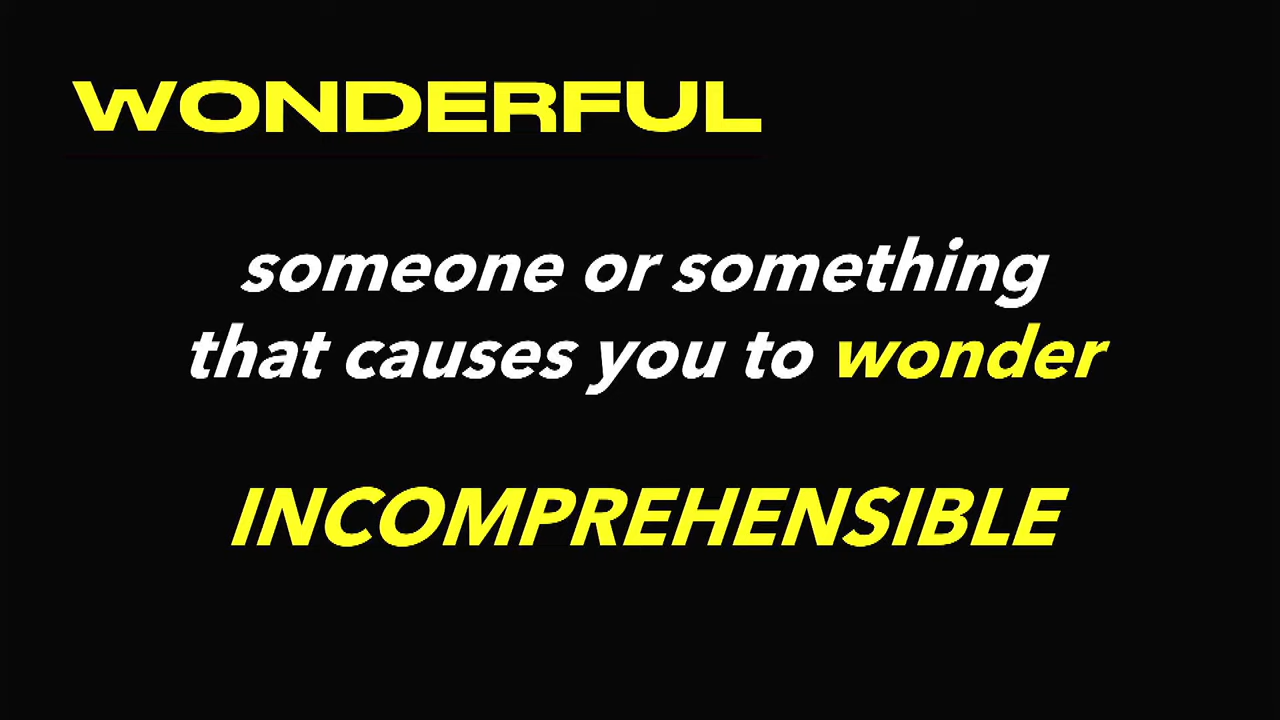 WONDERFUL
someone or something
that causes you to wonder
INCOMPREHENSIBLE